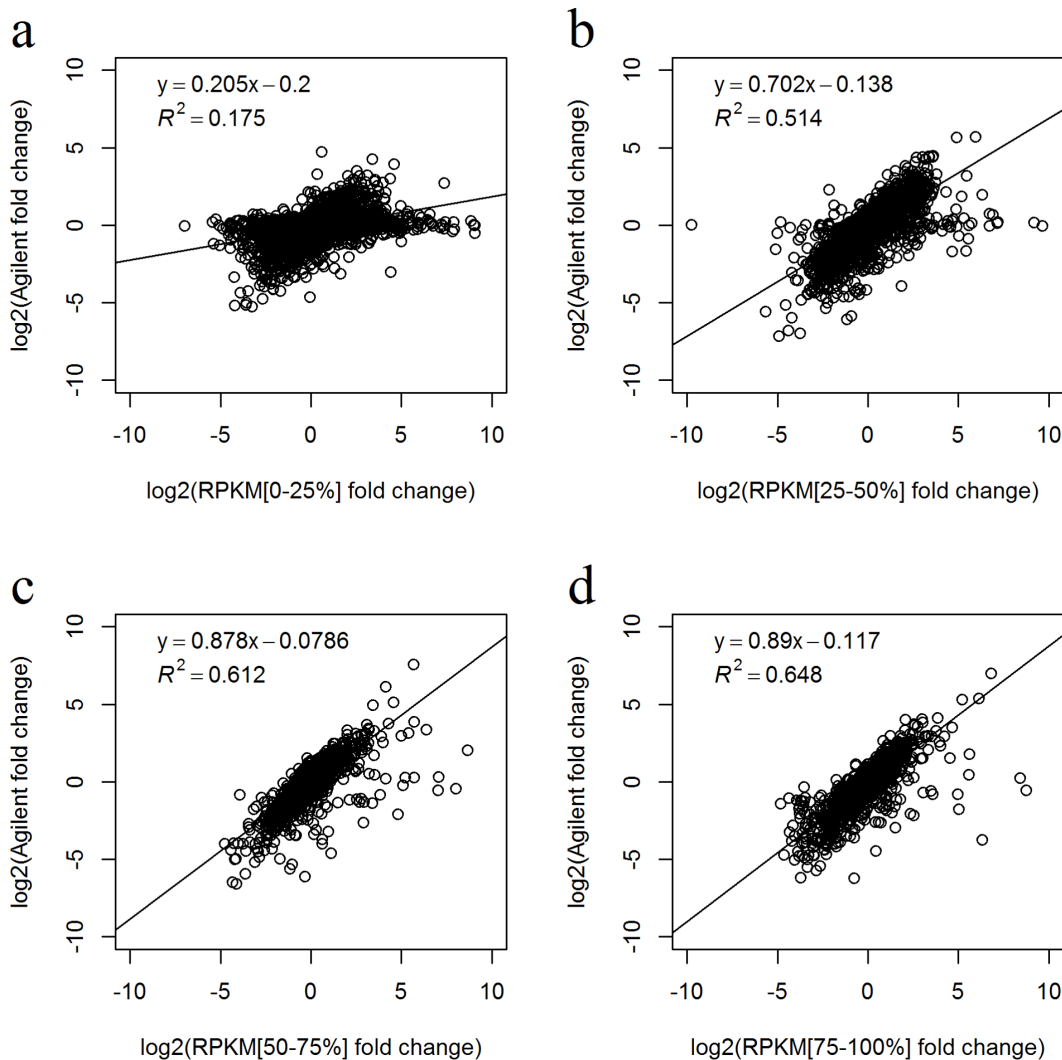 a
y = 0.205x − 0.2
R² = 0.175
log2(Agilent fold change)
10
5
0
-5
-10
-10 -5 0 5 10
log2(RPKM[0-25%] fold change)
b
y = 0.702x − 0.138
R² = 0.514
log2(Agilent fold change)
10
5
0
-5
-10
-10 -5 0 5 10
log2(RPKM[25-50%] fold change)
c
y = 0.878x − 0.0786
R² = 0.612
log2(Agilent fold change)
10
5
0
-5
-10
-10 -5 0 5 10
log2(RPKM[50-75%] fold change)
d
y = 0.89x − 0.117
R² = 0.648
log2(Agilent fold change)
10
5
0
-5
-10
-10 -5 0 5 10
log2(RPKM[75-100%] fold change)